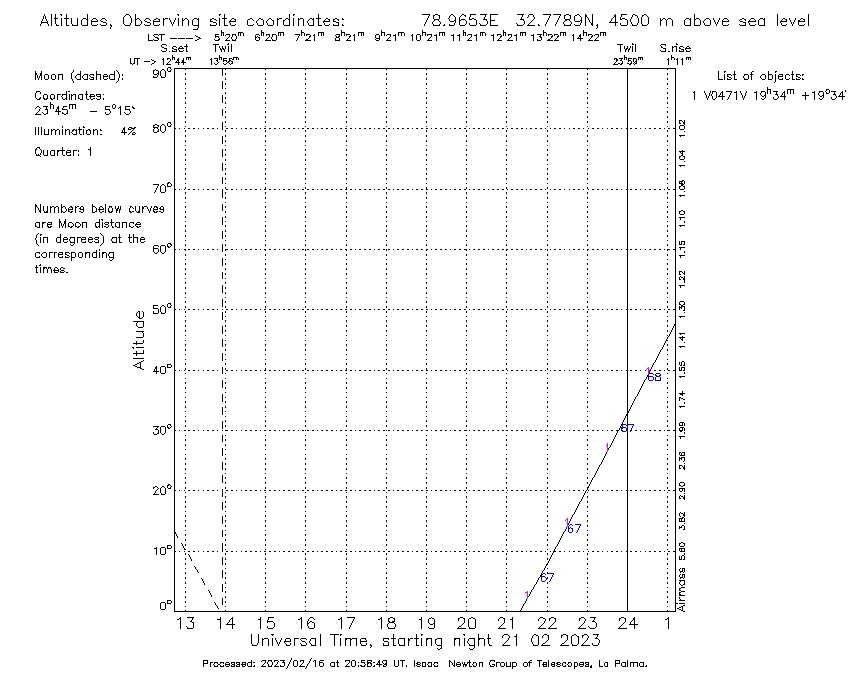 Altitudes, Observing site coordinates: 78.9653E 32.7789N, 4500 m above sea level
LST ---> 5ʰ20ᵐ 6ʰ20ᵐ 7ʰ21ᵐ 8ʰ21ᵐ 9ʰ21ᵐ 10ʰ21ᵐ 11ʰ21ᵐ 12ʰ21ᵐ 13ʰ22ᵐ 14ʰ22ᵐ
S.set Twil Twil S.rise
UT -> 12ʰ44ᵐ 13ʰ56ᵐ 23ʰ59ᵐ 1ʰ11ᵐ
Moon (dashed):
Coordinates:
23ʰ45ᵐ - 5°15'
Illumination: 4%
Quarter: 1
Numbers below curves
are Moon distance
(in degrees) at the
corresponding
times.
List of objects:
1 V0471V 19ʰ34ᵐ +19°34'
90°
80°
70°
60°
50°
40°
30°
20°
10°
0°
Altitude
1.02
1.04
1.06
1.10
1.15
1.22
1.30
1.41
1.55
1.74
1.99
2.36
2.90
3.82
5.60
Airmass
1
68
67
1
1
67
67
1
13 14 15 16 17 18 19 20 21 22 23 24 1
Universal Time, starting night 21 02 2023
Processed: 2023/02/16 at 20:56:49 UT. Isaac Newton Group of Telescopes, La Palma.